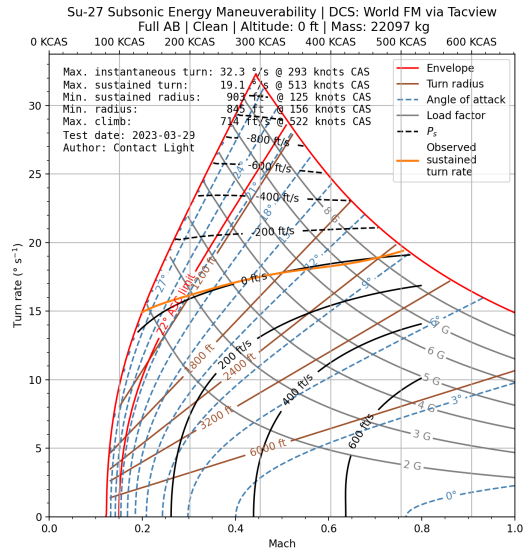 Su-27 Subsonic Energy Maneuverability | DCS: World FM via Tacview
Full AB | Clean | Altitude: 0 ft | Mass: 22097 kg
0 KCAS 100 KCAS 200 KCAS 300 KCAS 400 KCAS 500 KCAS 600 KCAS
Max. instantaneous turn: 32.3 °/s @ 293 knots CAS
Max. sustained turn: 19.1 °/s @ 513 knots CAS
Min. sustained radius: 903 ft @ 125 knots CAS
Min. radius: 845 ft @ 156 knots CAS
Max. climb: 714 ft/s @ 522 knots CAS
Test date: 2023-03-29
Author: Contact Light
Envelope
Turn radius
Angle of attack
Load factor
Ps
Observed
sustained
turn rate
-800 ft/s
-600 ft/s
-400 ft/s
-200 ft/s
0 ft/s
200 ft/s
400 ft/s
600 ft/s
1200 ft
1800 ft
2400 ft
3200 ft
6000 ft
27°
24°
18°
3°
0°
8 G
6 G
5 G
4 G
3 G
2 G
Turn rate (° s⁻¹)
30
25
20
15
10
5
0
0.0 0.2 0.4 0.6 0.8 1.0
Mach